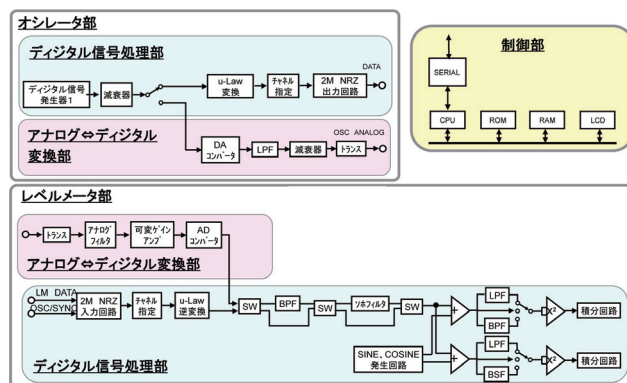 オシレータ部
ディジタル信号処理部
DATA
ディジタル信号
発生器1
減衰器
u-Law
変換
チャネル
指定
2M NRZ
出力回路
アナログ⇔ディジタル
変換部
OSC ANALOG
DA
コンバータ
LPF
減衰器
トランス
制御部
SERIAL
CPU
ROM
RAM
LCD
レベルメータ部
トランス
アナログ
フィルタ
可変ゲイン
アンプ
AD
コンバータ
アナログ⇔ディジタル変換部
LM DATA
OSC/SYNC
2M NRZ
入力回路
チャネル
指定
u-Law
逆変換
SW
BPF
SW
ソホフィルタ
SW
+
LPF
BPF
X²
積分回路
SINE、COSINE
発生回路
+
LPF
BSF
X²
積分回路
ディジタル信号処理部